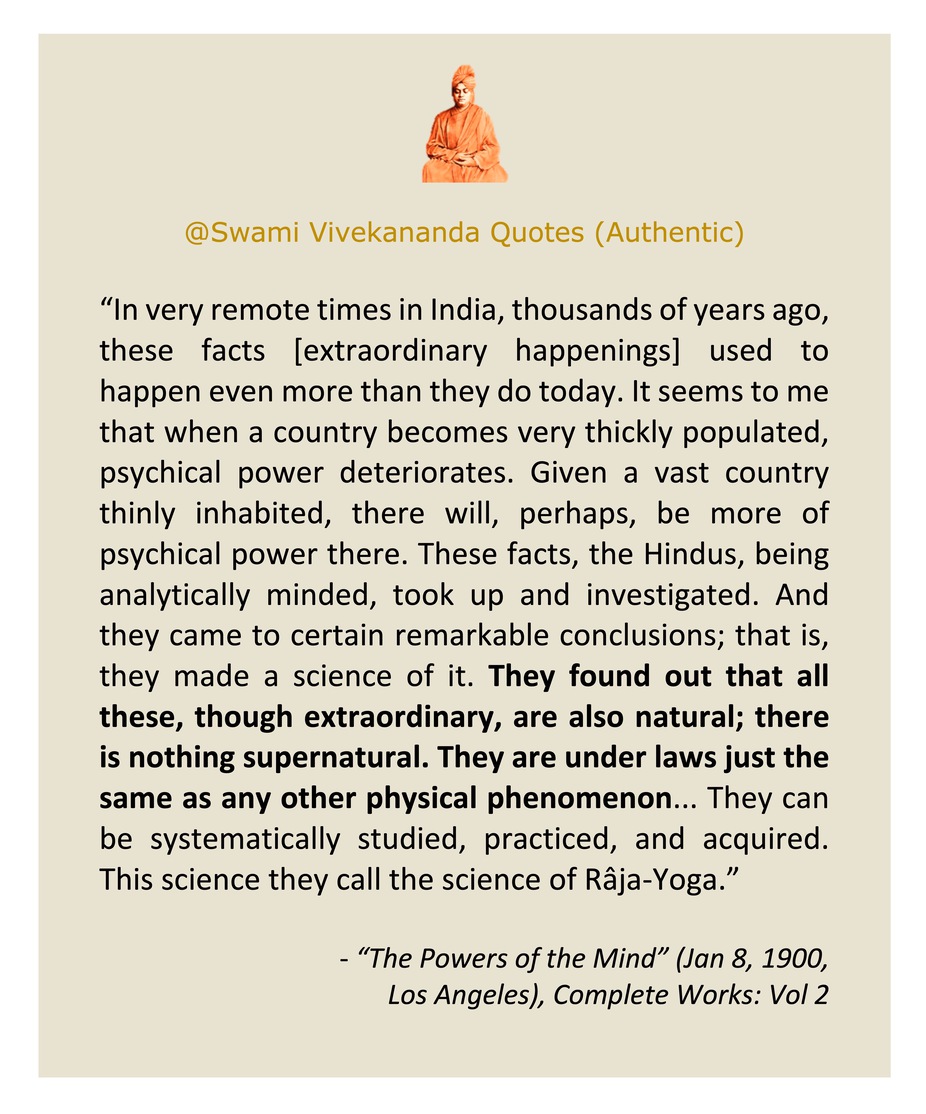 @Swami Vivekananda Quotes (Authentic)
“In very remote times in India, thousands of years ago,
these facts [extraordinary happenings] used to
happen even more than they do today. It seems to me
that when a country becomes very thickly populated,
psychical power deteriorates. Given a vast country
thinly inhabited, there will, perhaps, be more of
psychical power there. These facts, the Hindus, being
analytically minded, took up and investigated. And
they came to certain remarkable conclusions; that is,
they made a science of it. They found out that all
these, though extraordinary, are also natural; there
is nothing supernatural. They are under laws just the
same as any other physical phenomenon... They can
be systematically studied, practiced, and acquired.
This science they call the science of Râja-Yoga.”
- “The Powers of the Mind” (Jan 8, 1900,
Los Angeles), Complete Works: Vol 2